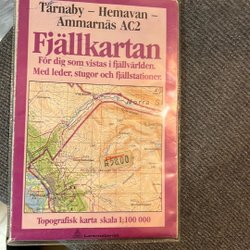 Tärnaby – Hemavan –
Ammarnäs AC2
Fjällkartan
För dig som vistas i fjällvärlden.
Med leder, stugor och fjällstationer.
Topografisk karta skala 1:100 000